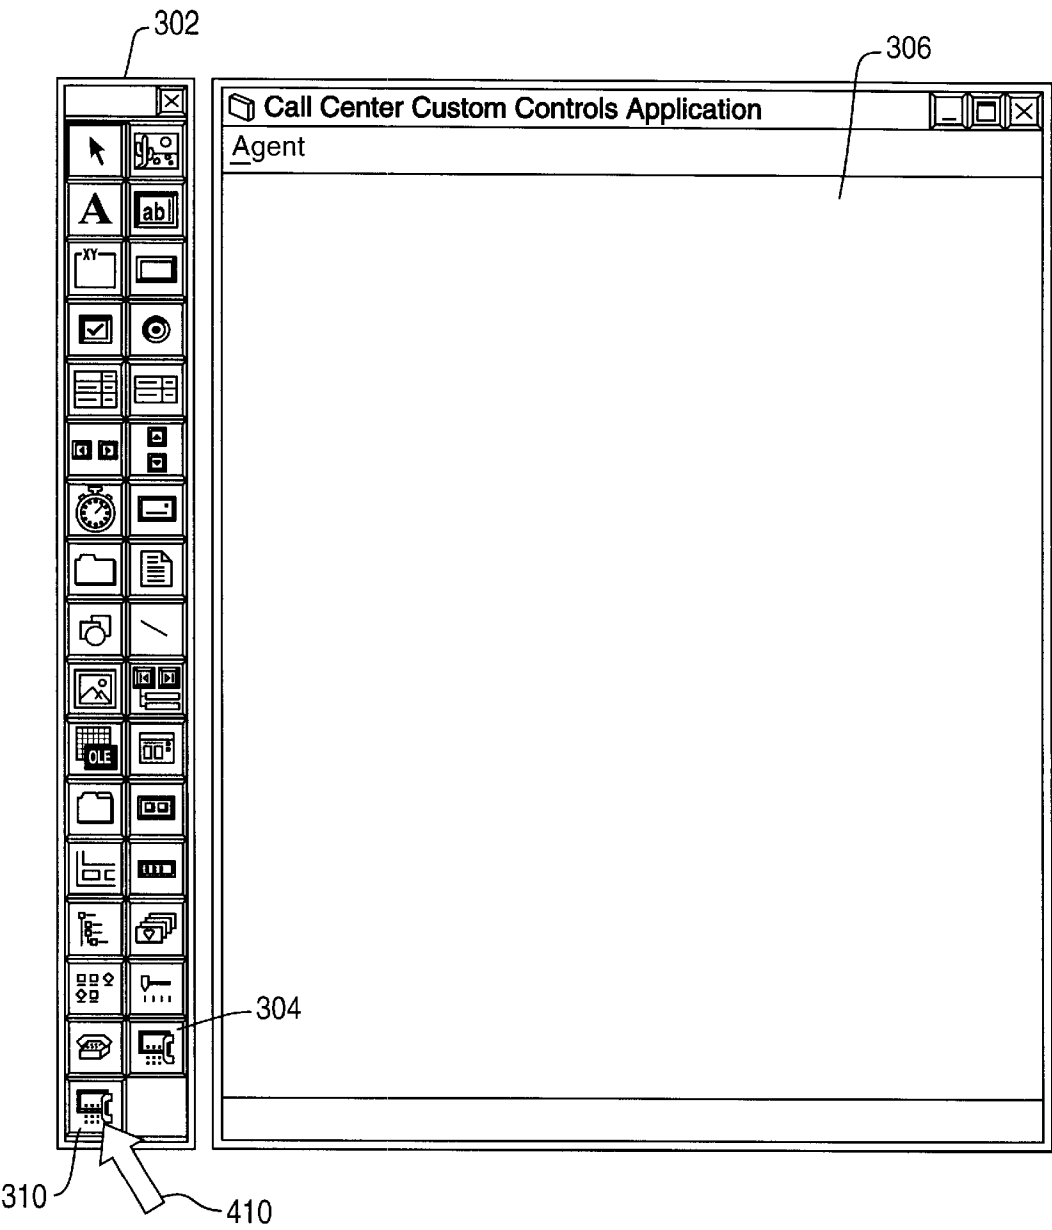 302
306
Call Center Custom Controls Application
Agent
A
ab
XY
OLE
304
310
410